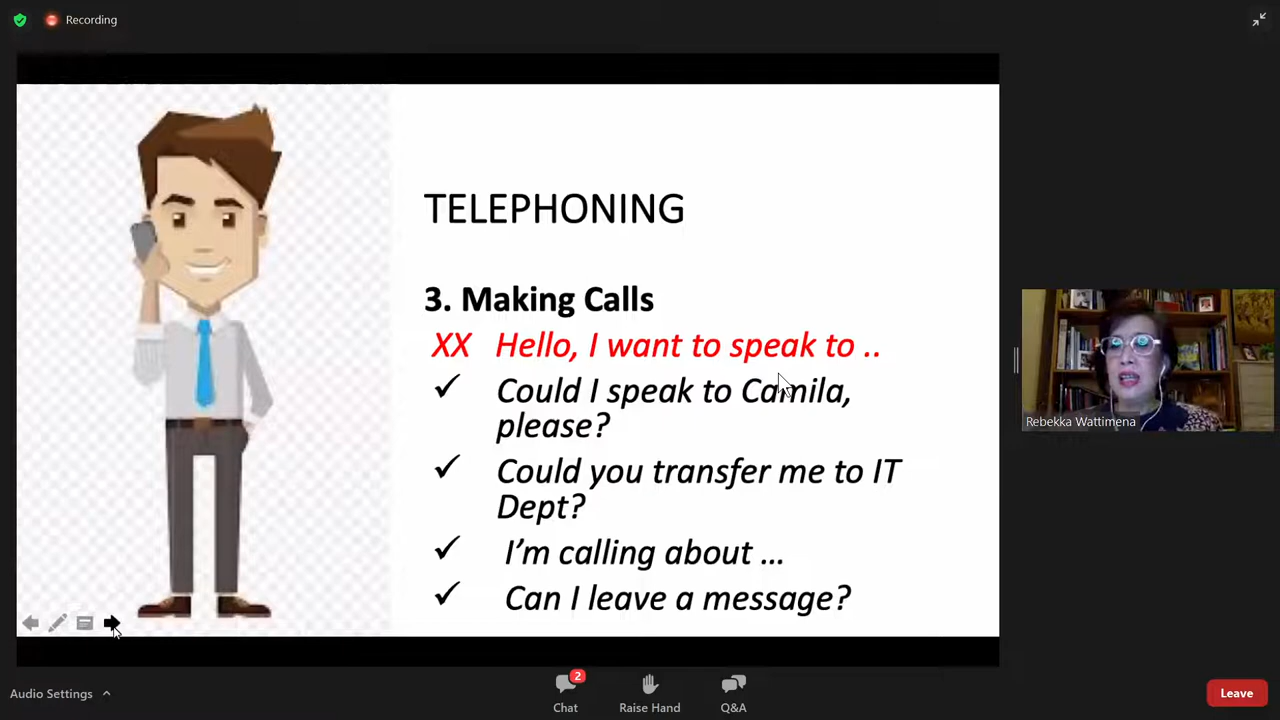 Recording
TELEPHONING
3. Making Calls
XX Hello, I want to speak to ..
✓ Could I speak to Camila,
please?
✓ Could you transfer me to IT
Dept?
✓ I’m calling about …
✓ Can I leave a message?
Rebekka Wattimena
Audio Settings
2
Chat
Raise Hand
Q&A
Leave